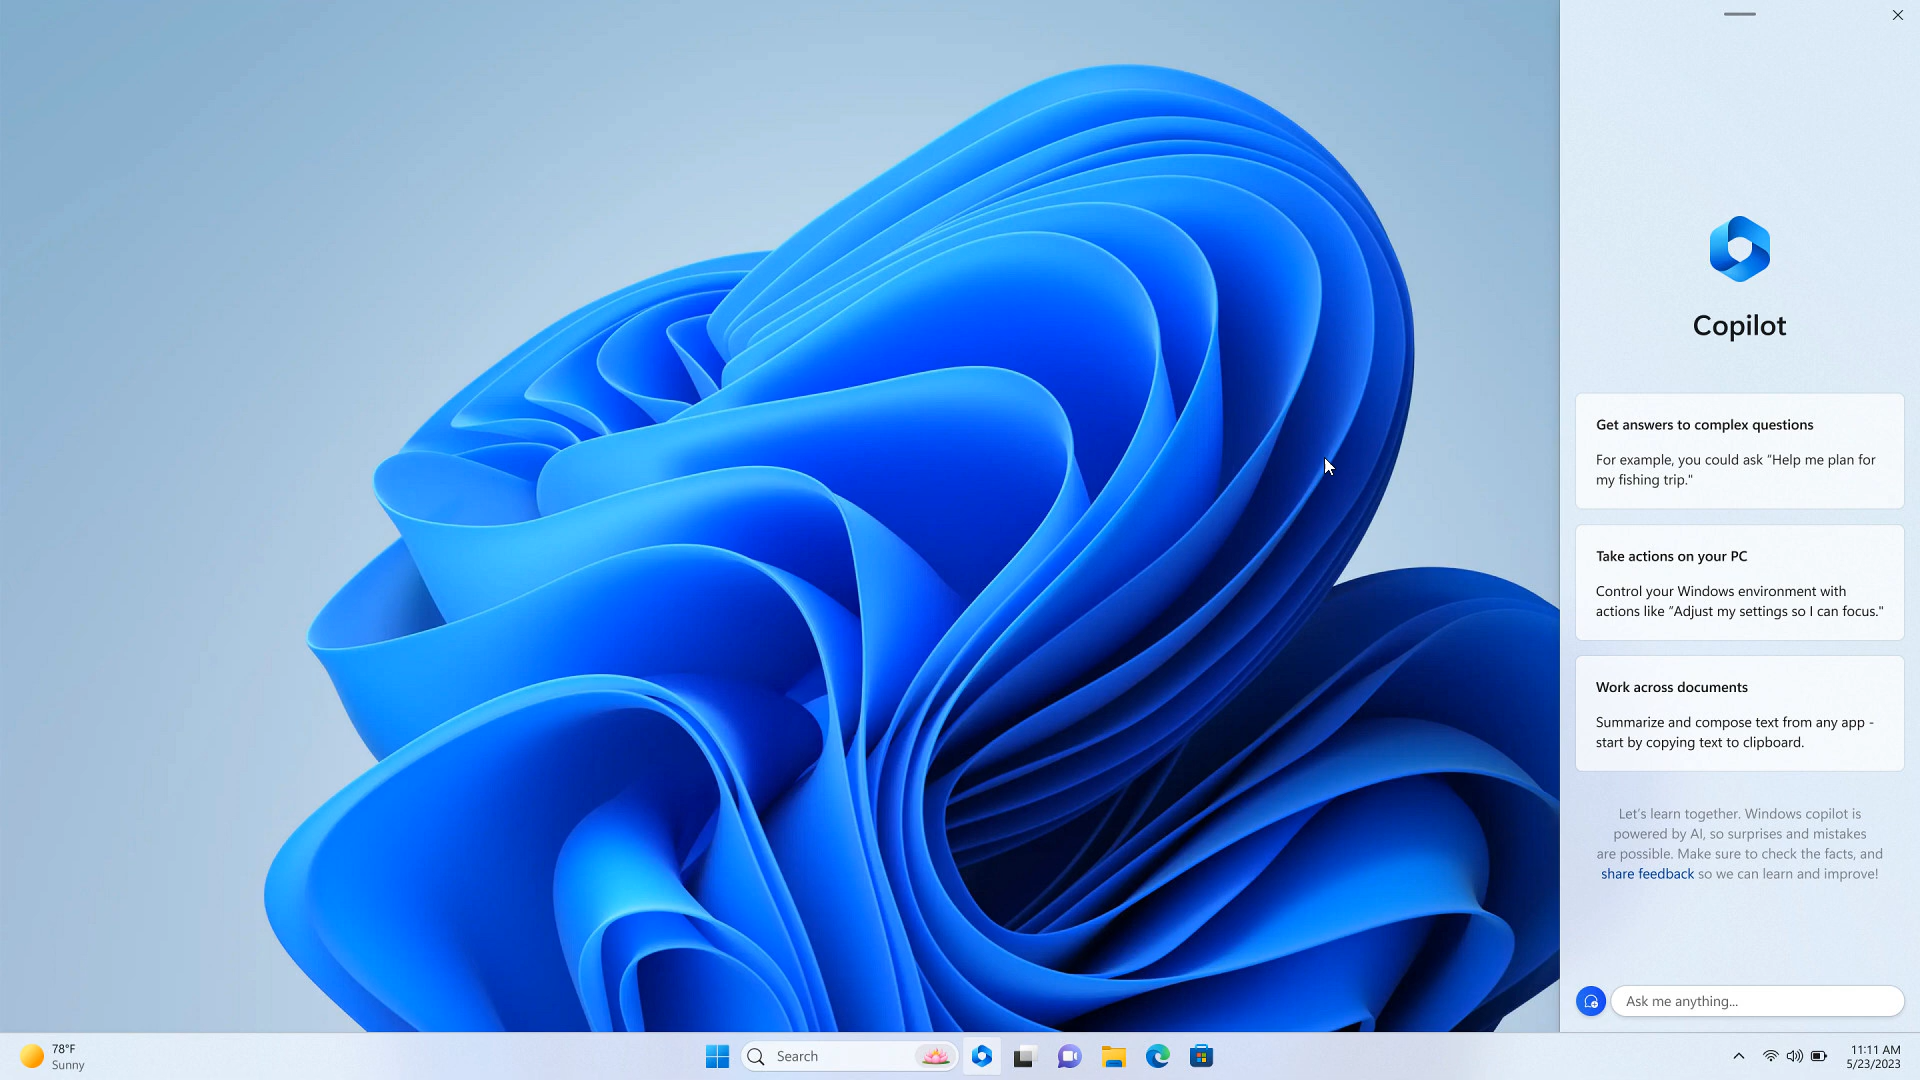 Copilot
Get answers to complex questions
For example, you could ask “Help me plan for
my fishing trip."
Take actions on your PC
Control your Windows environment with
actions like “Adjust my settings so I can focus."
Work across documents
Summarize and compose text from any app -
start by copying text to clipboard.
Let's learn together. Windows copilot is
powered by AI, so surprises and mistakes
are possible. Make sure to check the facts, and
share feedback so we can learn and improve!
Ask me anything...
78°F
Sunny
Search
11:11 AM
5/23/2023